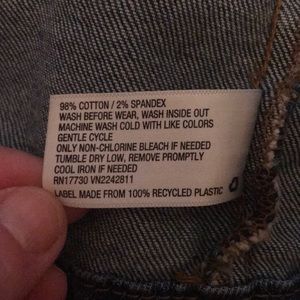 98% COTTON / 2% SPANDEX
WASH BEFORE WEAR, WASH INSIDE OUT
MACHINE WASH COLD WITH LIKE COLORS
GENTLE CYCLE
ONLY NON-CHLORINE BLEACH IF NEEDED
TUMBLE DRY LOW, REMOVE PROMPTLY
COOL IRON IF NEEDED
RN17730 VN2242811
LABEL MADE FROM 100% RECYCLED PLASTIC